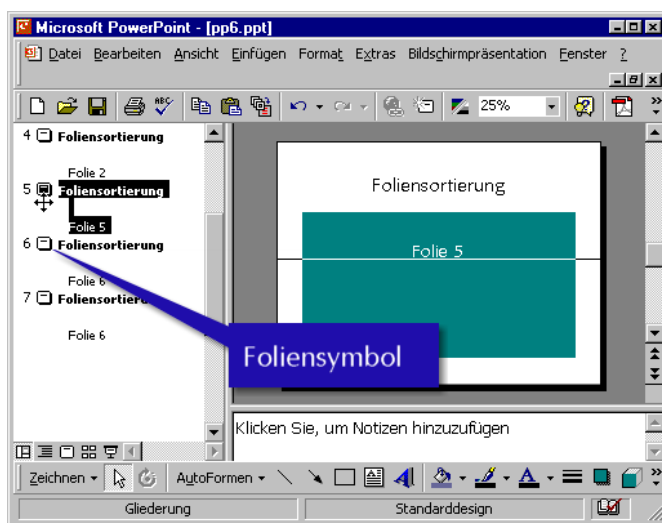 Microsoft PowerPoint - [pp6.ppt]
Datei Bearbeiten Ansicht Einfügen Format Extras Bildschirmpräsentation Fenster ?
ABC 25%
4 Foliensortierung
Folie 2
5 Foliensortierung
Folie 5
6 Foliensortierung
Folie 6
7 Foliensortieru
Folie 6
Foliensortierung
Folie 5
Foliensymbol
Klicken Sie, um Notizen hinzuzufügen
Zeichnen AutoFormen
Gliederung Standarddesign